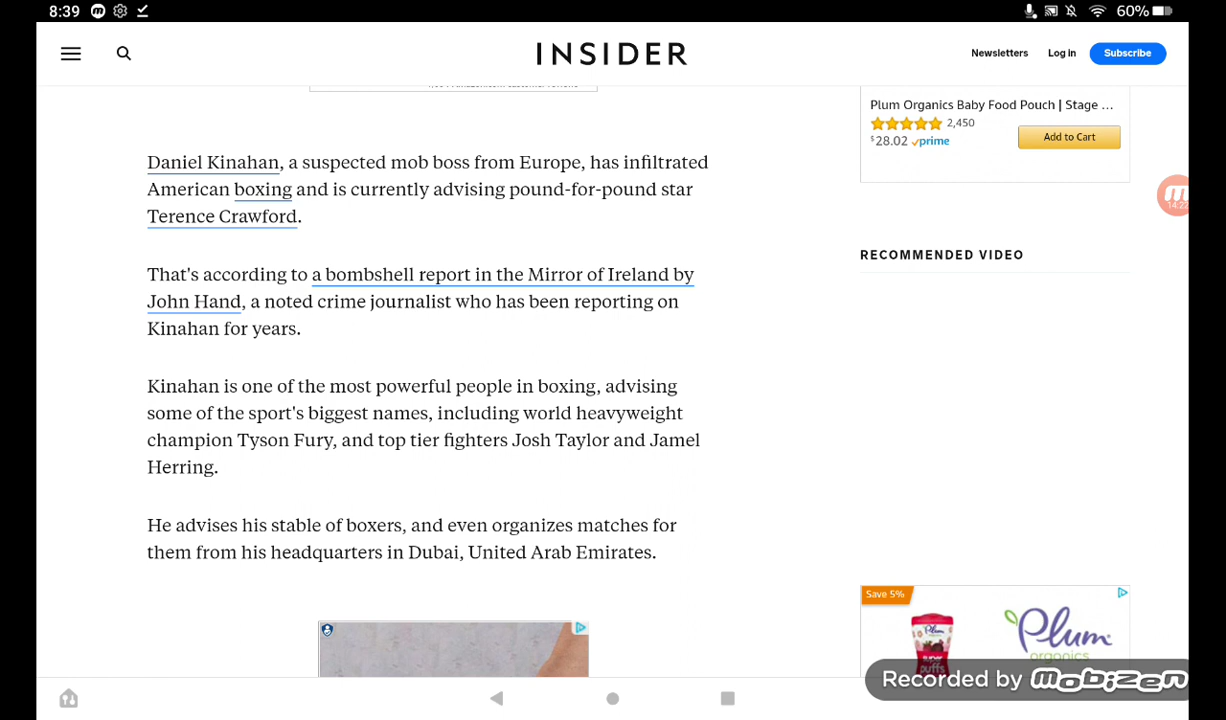 8:39
60%
INSIDER
Newsletters Log in Subscribe
Plum Organics Baby Food Pouch | Stage ...
2,450
$28.02 prime
Add to Cart
14:22
Daniel Kinahan, a suspected mob boss from Europe, has infiltrated
American boxing and is currently advising pound-for-pound star
Terence Crawford.
That's according to a bombshell report in the Mirror of Ireland by
John Hand, a noted crime journalist who has been reporting on
Kinahan for years.
Kinahan is one of the most powerful people in boxing, advising
some of the sport's biggest names, including world heavyweight
champion Tyson Fury, and top tier fighters Josh Taylor and Jamel
Herring.
He advises his stable of boxers, and even organizes matches for
them from his headquarters in Dubai, United Arab Emirates.
RECOMMENDED VIDEO
Save 5%
Plum
organics
Plum
Recorded by mobizen